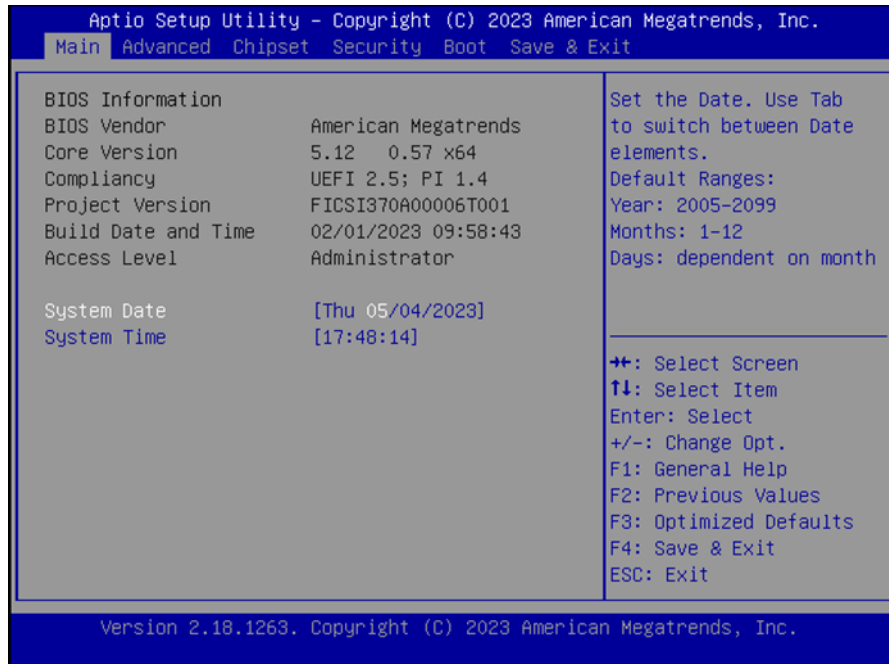 Aptio Setup Utility – Copyright (C) 2023 American Megatrends, Inc.
Main Advanced Chipset Security Boot Save & Exit
BIOS Information
BIOS Vendor American Megatrends
Core Version 5.12 0.57 x64
Compliancy UEFI 2.5; PI 1.4
Project Version FICSI370A00006T001
Build Date and Time 02/01/2023 09:58:43
Access Level Administrator
System Date [Thu 05/04/2023]
System Time [17:48:14]
Set the Date. Use Tab
to switch between Date
elements.
Default Ranges:
Year: 2005-2099
Months: 1-12
Days: dependent on month
→←: Select Screen
↑↓: Select Item
Enter: Select
+/-: Change Opt.
F1: General Help
F2: Previous Values
F3: Optimized Defaults
F4: Save & Exit
ESC: Exit
Version 2.18.1263. Copyright (C) 2023 American Megatrends, Inc.